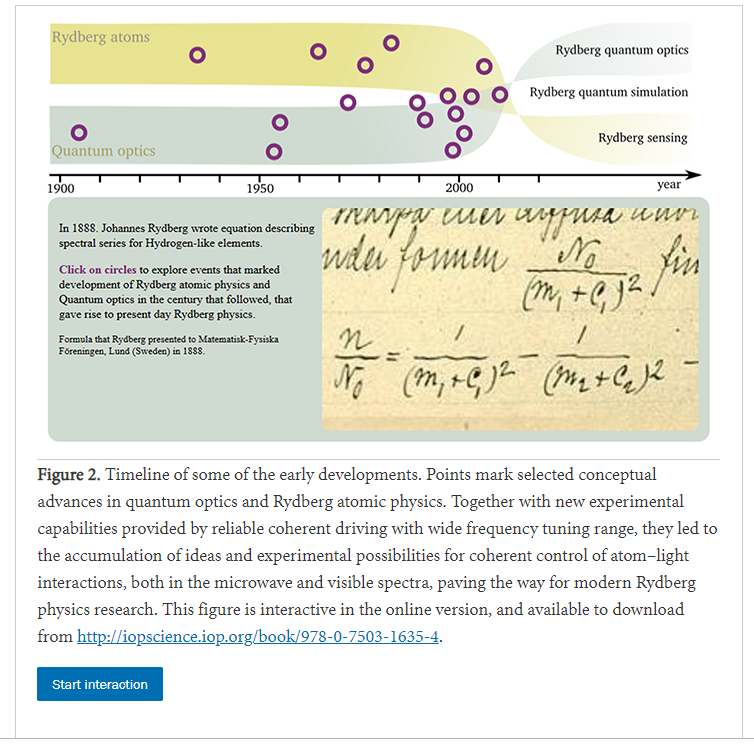 Rydberg atoms
Rydberg quantum optics
Rydberg quantum simulation
Rydberg sensing
Quantum optics
1900 1950 2000 year
In 1888. Johannes Rydberg wrote equation describing
spectral series for Hydrogen-like elements.
Click on circles to explore events that marked
development of Rydberg atomic physics and
Quantum optics in the century that followed, that
gave rise to present day Rydberg physics.
Formula that Rydberg presented to Matematisk-Fysiska
Föreningen, Lund (Sweden) in 1888.
formen N₀/(m₁+c₁)²
n/N₀ = 1/(m₁+c₁)² − 1/(m₂+c₂)² −
Figure 2. Timeline of some of the early developments. Points mark selected conceptual
advances in quantum optics and Rydberg atomic physics. Together with new experimental
capabilities provided by reliable coherent driving with wide frequency tuning range, they led to
the accumulation of ideas and experimental possibilities for coherent control of atom–light
interactions, both in the microwave and visible spectra, paving the way for modern Rydberg
physics research. This figure is interactive in the online version, and available to download
from http://iopscience.iop.org/book/978-0-7503-1635-4.
Start interaction